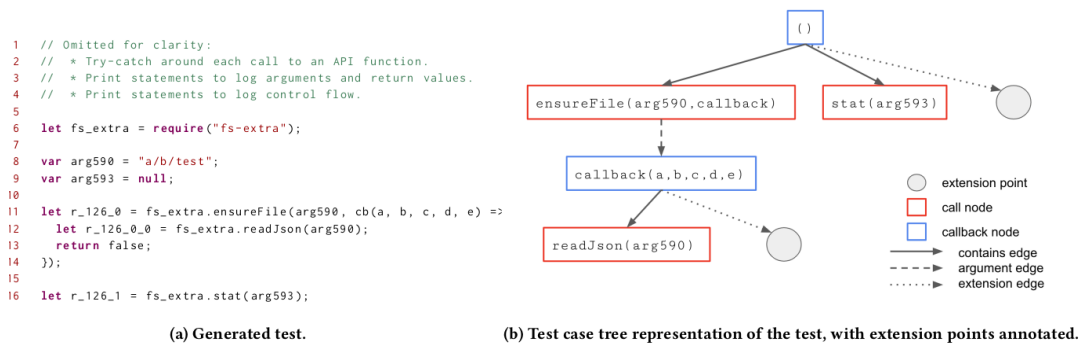 1 // Omitted for clarity:
2 // * Try-catch around each call to an API function.
3 // * Print statements to log arguments and return values.
4 // * Print statements to log control flow.
5
6 let fs_extra = require("fs-extra");
7
8 var arg590 = "a/b/test";
9 var arg593 = null;
10
11 let r_126_0 = fs_extra.ensureFile(arg590, cb(a, b, c, d, e) =>
12 let r_126_0_0 = fs_extra.readJson(arg590);
13 return false;
14 });
15
16 let r_126_1 = fs_extra.stat(arg593);
(a) Generated test.
()
ensureFile(arg590,callback)
stat(arg593)
callback(a,b,c,d,e)
readJson(arg590)
extension point
call node
callback node
contains edge
argument edge
extension edge
(b) Test case tree representation of the test, with extension points annotated.